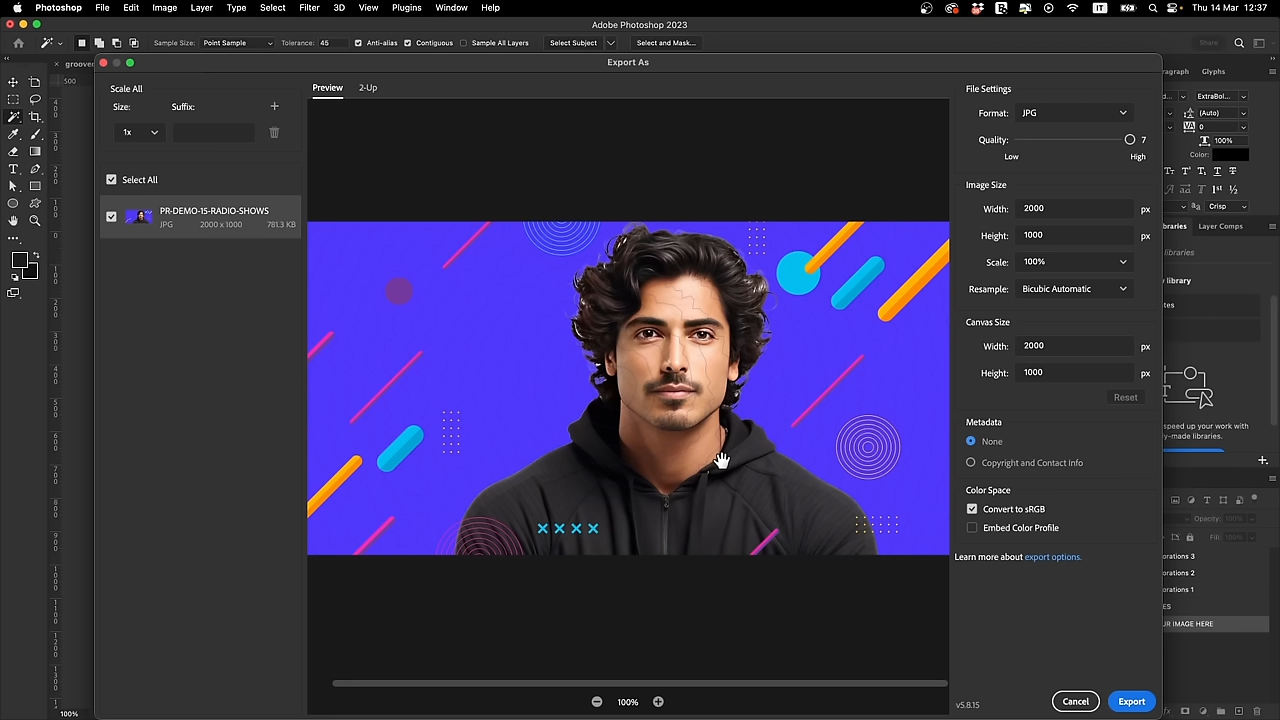 Photoshop File Edit Image Layer Type Select Filter 3D View Plugins Window Help IT Thu 14 Mar 12:37
Adobe Photoshop 2023
Sample Size: Point Sample Tolerance: 45 Anti-alias Contiguous Sample All Layers Select Subject Select and Mask... Share
groover
Export As
aragraph Glyphs
500
Scale All
Size: Suffix:
1x
Select All
PR-DEMO-15-RADIO-SHOWS
JPG 2000 x 1000 781.3 KB
Preview 2-Up
100%
File Settings
Format: JPG
Quality: 7
Low High
Image Size
Width: 2000 px
Height: 1000 px
Scale: 100%
Resample: Bicubic Automatic
Canvas Size
Width: 2000 px
Height: 1000 px
Reset
Metadata
None
Copyright and Contact info
Color Space
Convert to sRGB
Embed Color Profile
Learn more about export options.
v5.8.15
Cancel Export
d... ExtraBol...
(Auto)
0
100%
Color:
Crisp
ibraries Layer Comps
libraries
y library
tes
speed up your work with
y-made libraries.
Opacity: 100%
Fill: 100%
orations 3
orations 2
orations 1
ES
UR IMAGE HERE
100%